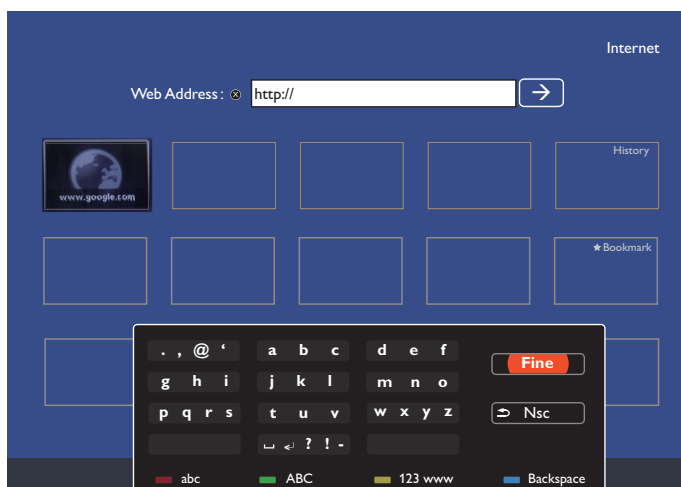 Internet
Web Address : http://
www.google.com
History
★ Bookmark
. , @ ‘ a b c d e f
Fine
g h i j k l m n o
p q r s t u v w x y z
Nsc
␣ ↵ ? ! -
abc ABC 123 www Backspace